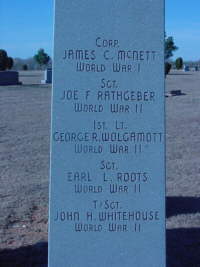 CORP.
JAMES C. McNETT
WORLD WAR I
SGT.
JOE F. RATHGEBER
WORLD WAR II
1ST. LT.
GEORGE R. WOLGAMOTT
WORLD WAR II
SGT.
EARL L. ROOTS
WORLD WAR II
T/SGT.
JOHN H. WHITEHOUSE
WORLD WAR II